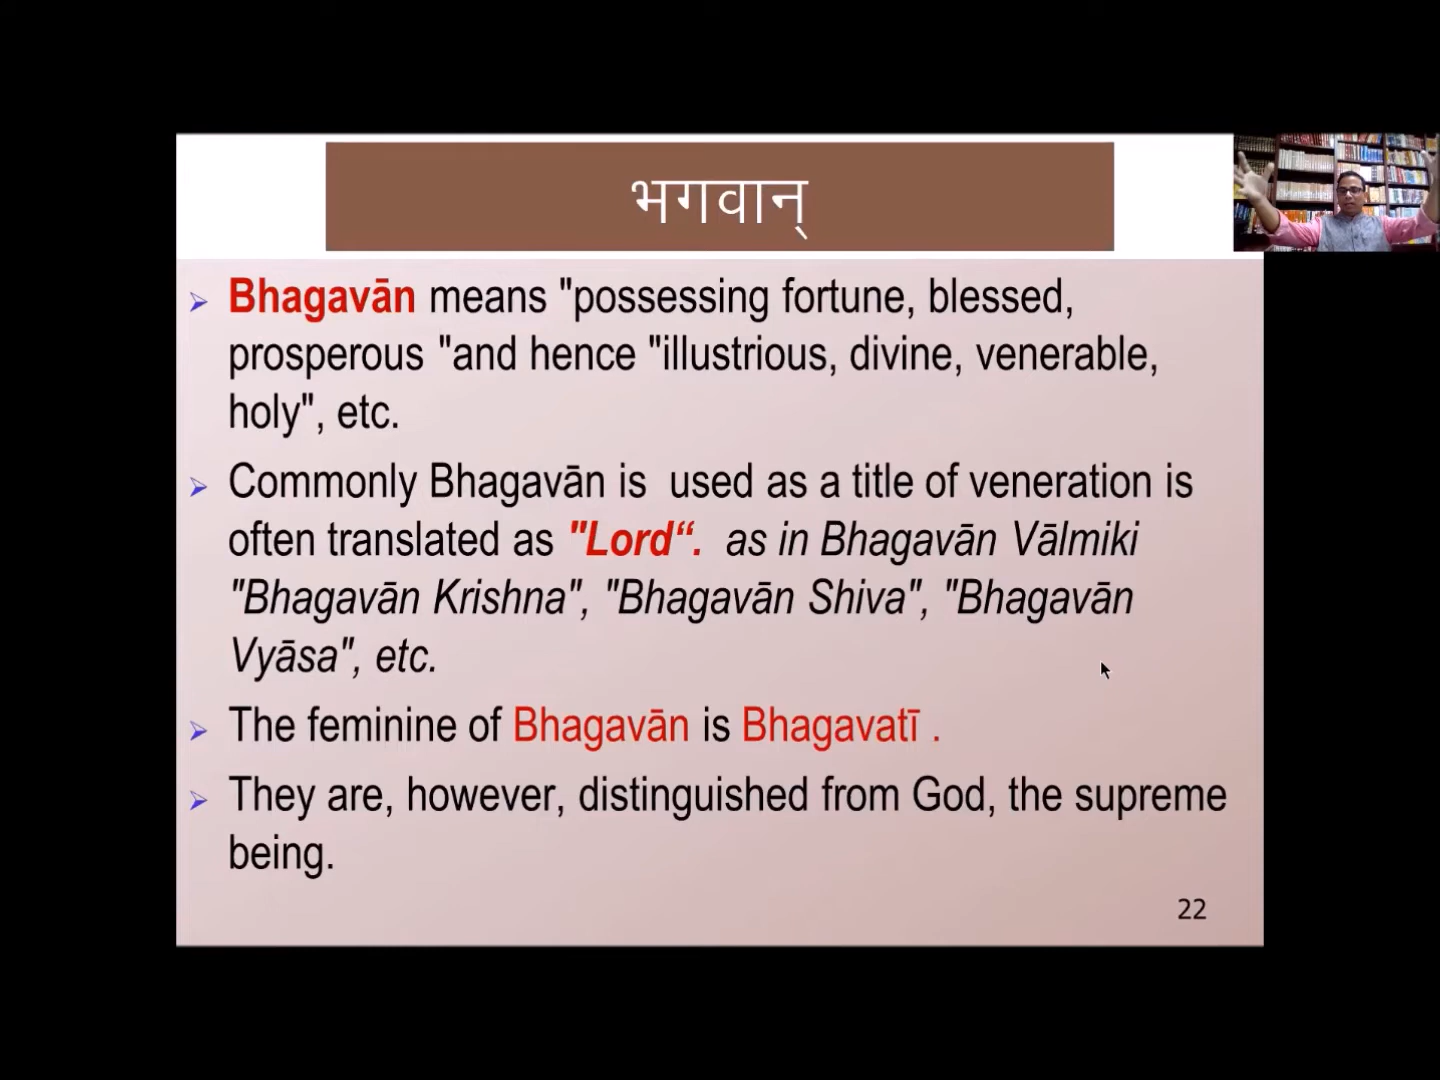 भगवान्
Bhagavān means "possessing fortune, blessed,
prosperous "and hence "illustrious, divine, venerable,
holy", etc.
Commonly Bhagavān is  used as a title of veneration is
often translated as "Lord“.  as in Bhagavān Vālmiki
"Bhagavān Krishna", "Bhagavān Shiva", "Bhagavān
Vyāsa", etc.
The feminine of Bhagavān is Bhagavatī .
They are, however, distinguished from God, the supreme
being.
22